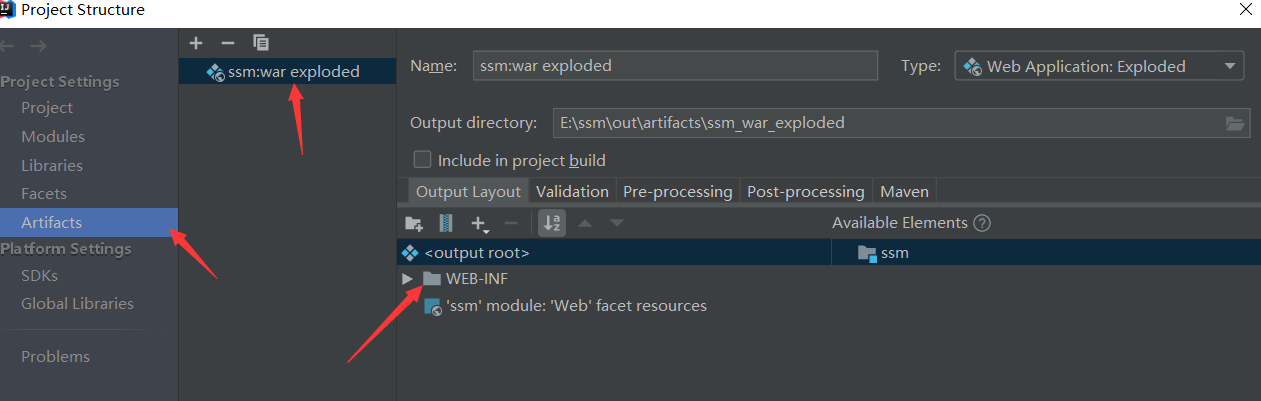 Project Structure
Project Settings
Project
Modules
Libraries
Facets
Artifacts
Platform Settings
SDKs
Global Libraries
Problems
ssm:war exploded
Name: ssm:war exploded Type: Web Application: Exploded
Output directory: E:\ssm\out\artifacts\ssm_war_exploded
Include in project build
Output Layout Validation Pre-processing Post-processing Maven
Available Elements ?
<output root> ssm
WEB-INF
'ssm' module: 'Web' facet resources